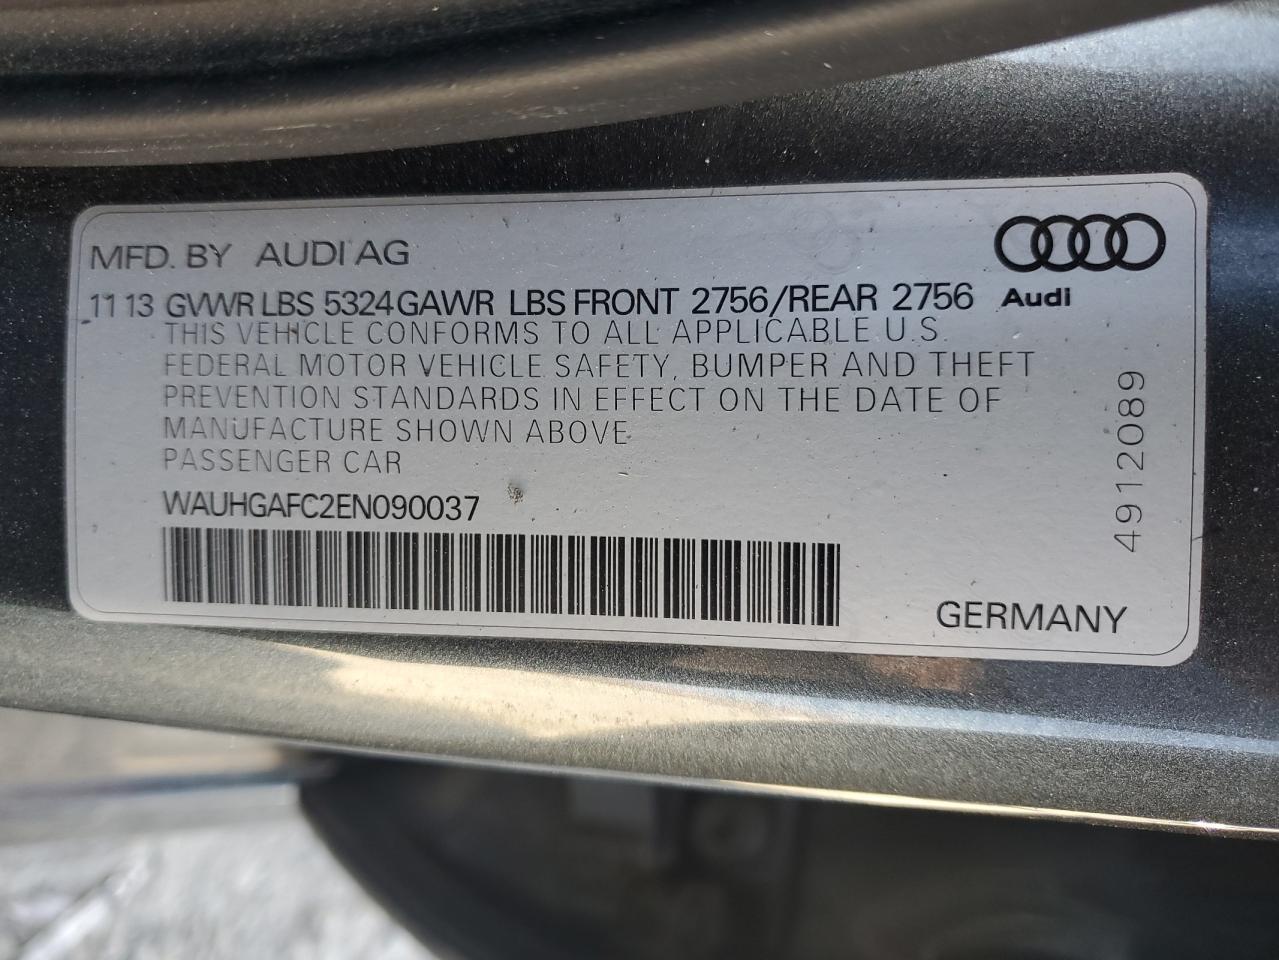 MFD. BY AUDI AG
11 13 GVWR LBS 5324 GAWR LBS FRONT 2756/REAR 2756
Audi
THIS VEHICLE CONFORMS TO ALL APPLICABLE U.S.
FEDERAL MOTOR VEHICLE SAFETY, BUMPER AND THEFT
PREVENTION STANDARDS IN EFFECT ON THE DATE OF
MANUFACTURE SHOWN ABOVE.
PASSENGER CAR
WAUHGAFC2EN090037
4912089
GERMANY